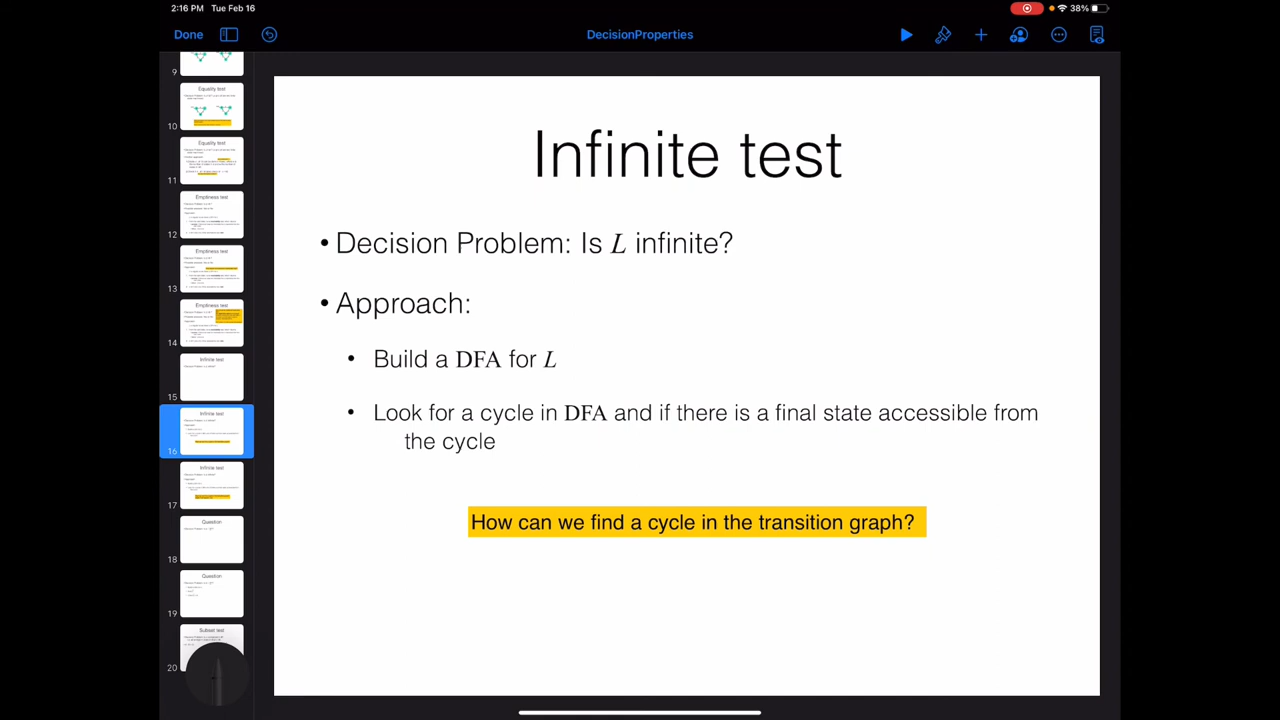 2:16 PM Tue Feb 16
38%
Done
DecisionProperties
9
Equality test
10
Equality test
11
Emptiness test
12
Emptiness test
13
Emptiness test
14
Infinite test
15
Infinite test
16
Infinite test
17
Question
18
Question
19
Subset test
20
Infinite test
• Decision Problem: Is L infinite?
• Approach:
• Build a DFA for L
• Look for a cycle in DFA and if there is a final state accessible from
the cycle
How can we find a cycle in the transition graph?